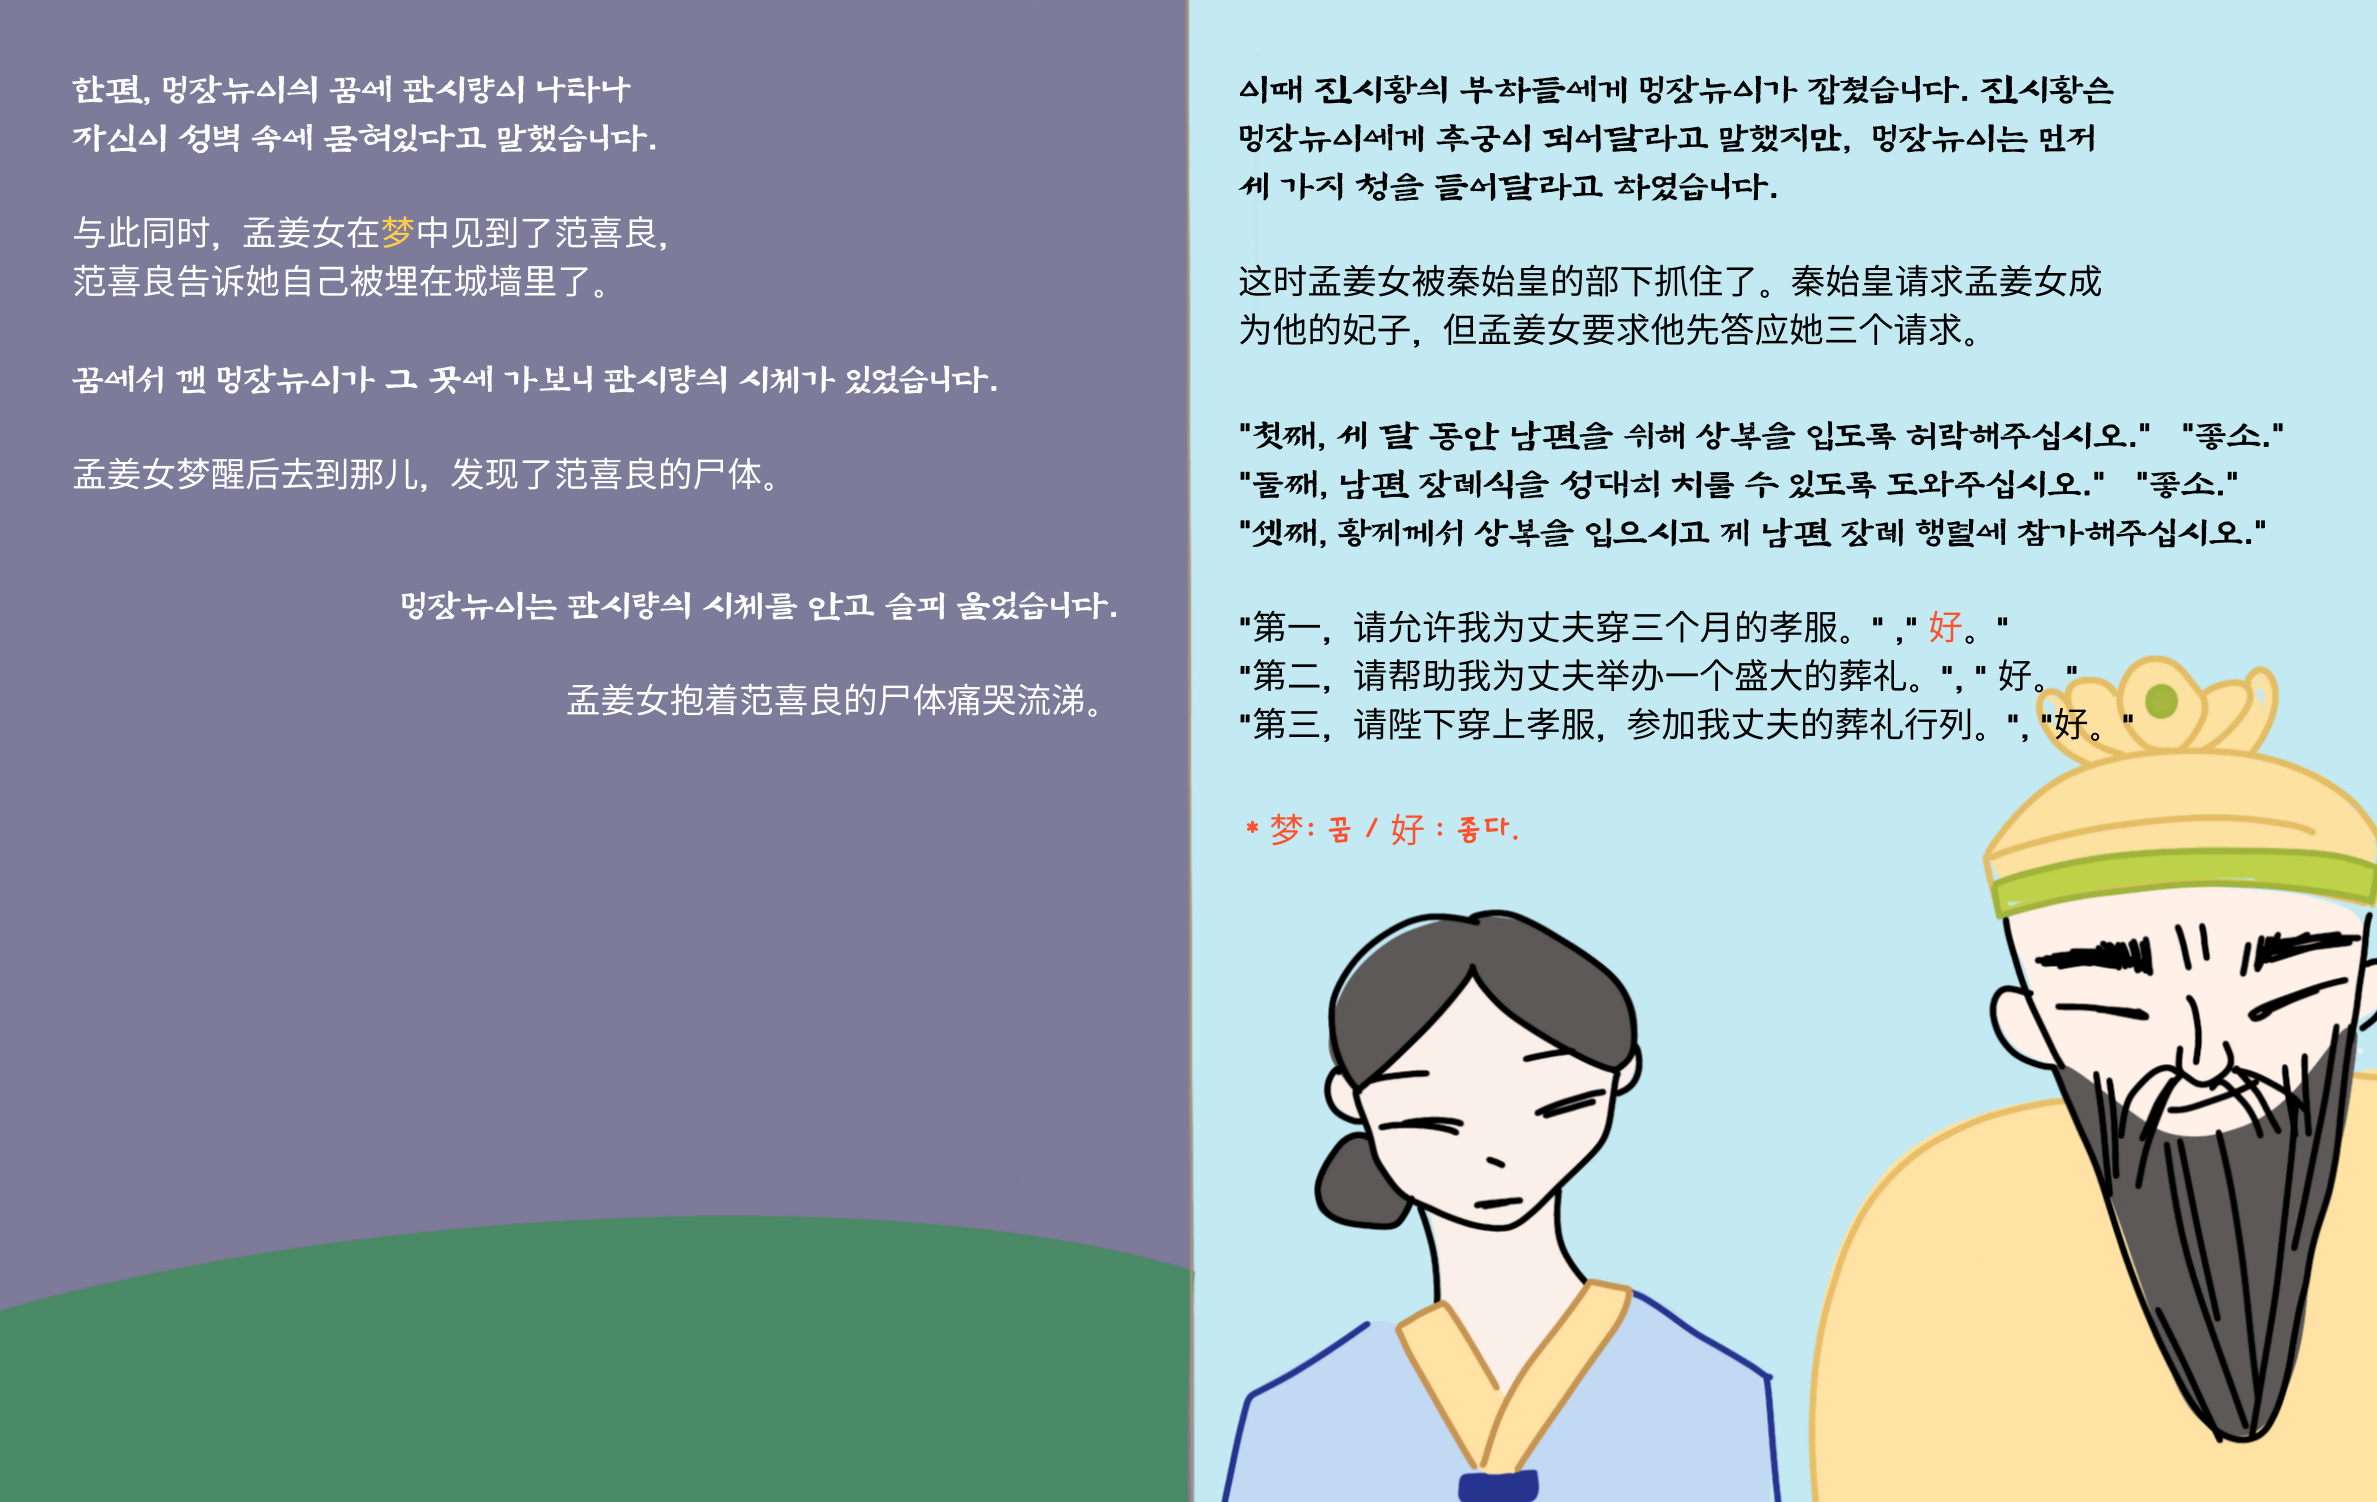 한편, 멍쟝뉴이의 꿈에 판시량이 나타나
자신이 성벽 속에 묻혀있다고 말했습니다.
与此同时，孟姜女在梦中见到了范喜良，
范喜良告诉她自己被埋在城墙里了。
꿈에서 깬 멍쟝뉴이가 그 곳에 가보니 판시량의 시체가 있었습니다.
孟姜女梦醒后去到那儿，发现了范喜良的尸体。
멍쟝뉴이는 판시량의 시체를 안고 슬피 울었습니다.
孟姜女抱着范喜良的尸体痛哭流涕。
이때 진시황의 부하들에게 멍쟝뉴이가 잡혔습니다. 진시황은
멍쟝뉴이에게 후궁이 되어달라고 말했지만, 멍쟝뉴이는 먼저
세 가지 청을 들어달라고 하였습니다.
这时孟姜女被秦始皇的部下抓住了。秦始皇请求孟姜女成
为他的妃子，但孟姜女要求他先答应她三个请求。
"첫째, 세 달 동안 남편을 위해 상복을 입도록 허락해주십시오." "좋소."
"둘째, 남편 장례식을 성대히 치를 수 있도록 도와주십시오." "좋소."
"셋째, 황제께서 상복을 입으시고 제 남편 장례 행렬에 참가해주십시오."
"第一，请允许我为丈夫穿三个月的孝服。" ," 好。"
"第二，请帮助我为丈夫举办一个盛大的葬礼。", " 好。"
"第三，请陛下穿上孝服，参加我丈夫的葬礼行列。", "好。"
* 梦: 꿈 / 好 : 좋다.